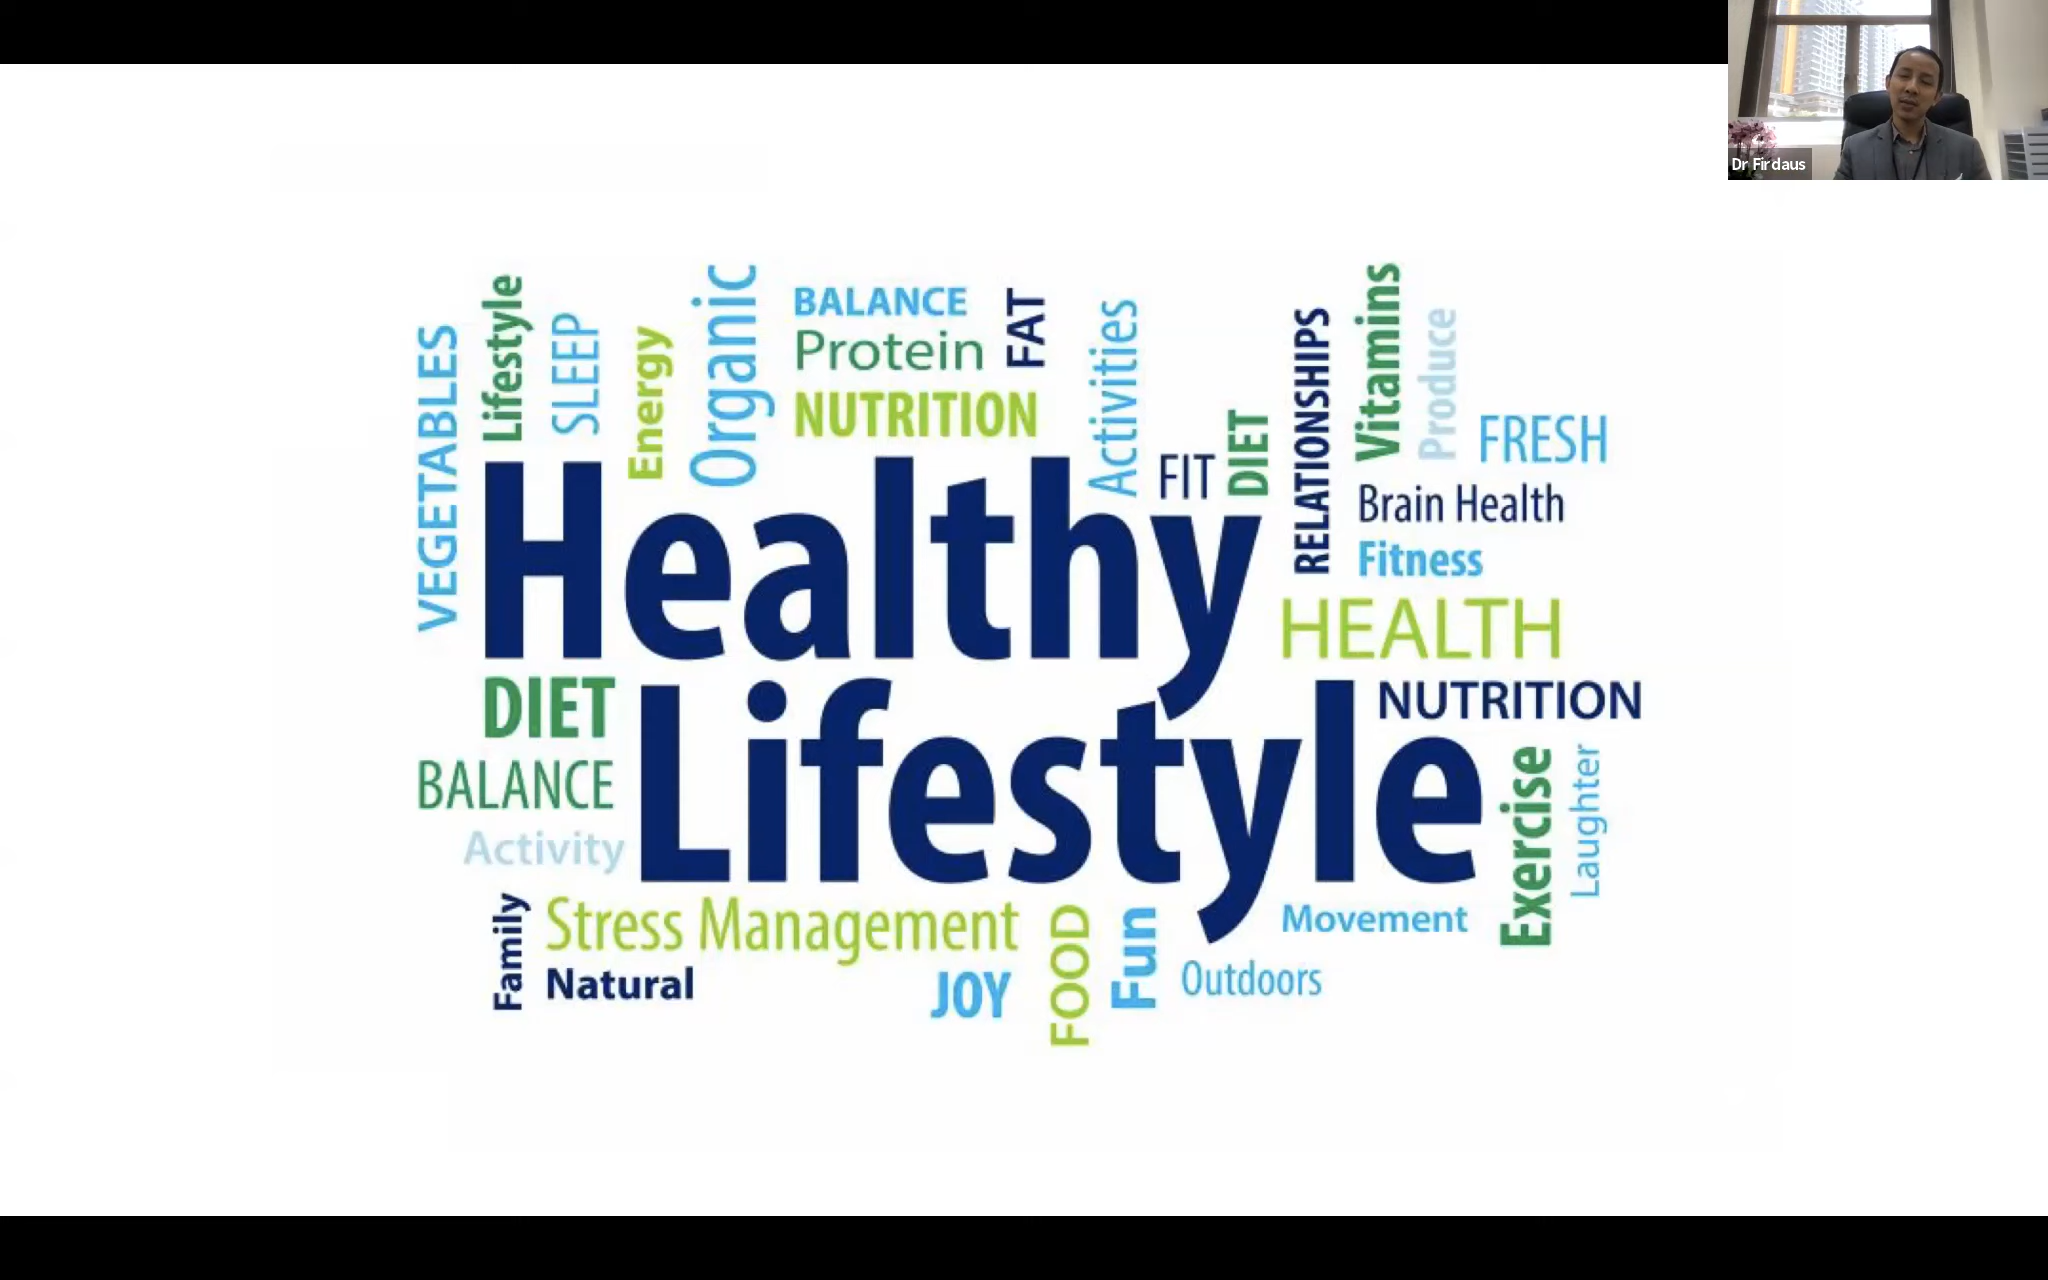 Dr Firdaus
VEGETABLES
Lifestyle
SLEEP
Energy
Organic
BALANCE
Protein
NUTRITION
FAT
Activities
FIT
DIET
RELATIONSHIPS
Vitamins
Produce
FRESH
Brain Health
Fitness
Healthy
HEALTH
DIET
Lifestyle
NUTRITION
BALANCE
Activity
Exercise
Laughter
Family
Stress Management
Natural
JOY
FOOD
Fun
Movement
Outdoors